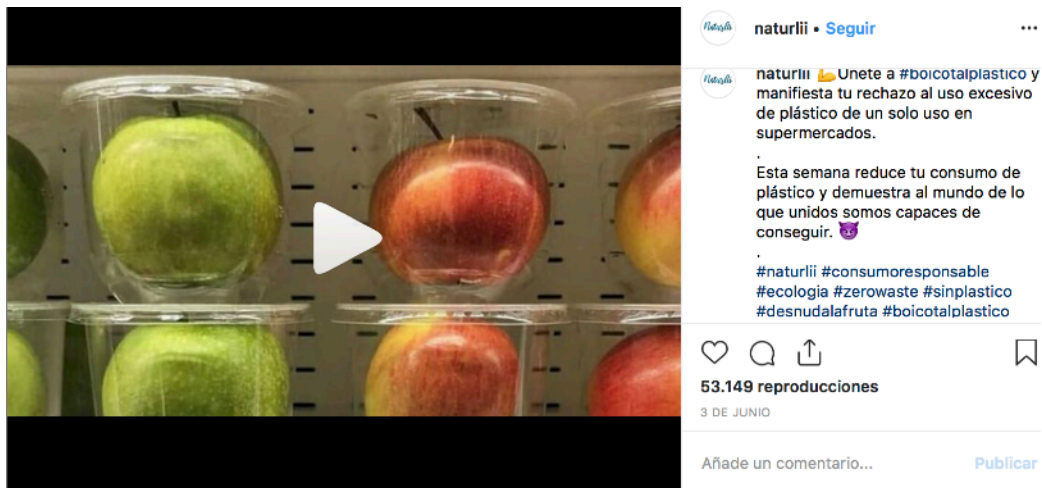 Naturlii
naturlii • Seguir
Naturlii
naturlii 💪Únete a #boicotalplastico y
manifiesta tu rechazo al uso excesivo
de plástico de un solo uso en
supermercados.
.
Esta semana reduce tu consumo de
plástico y demuestra al mundo de lo
que unidos somos capaces de
conseguir. 😈
.
#naturlii #consumoresponsable
#ecologia #zerowaste #sinplastico
#desnudalafruta #boicotalplastico
53.149 reproducciones
3 DE JUNIO
Añade un comentario...
Publicar